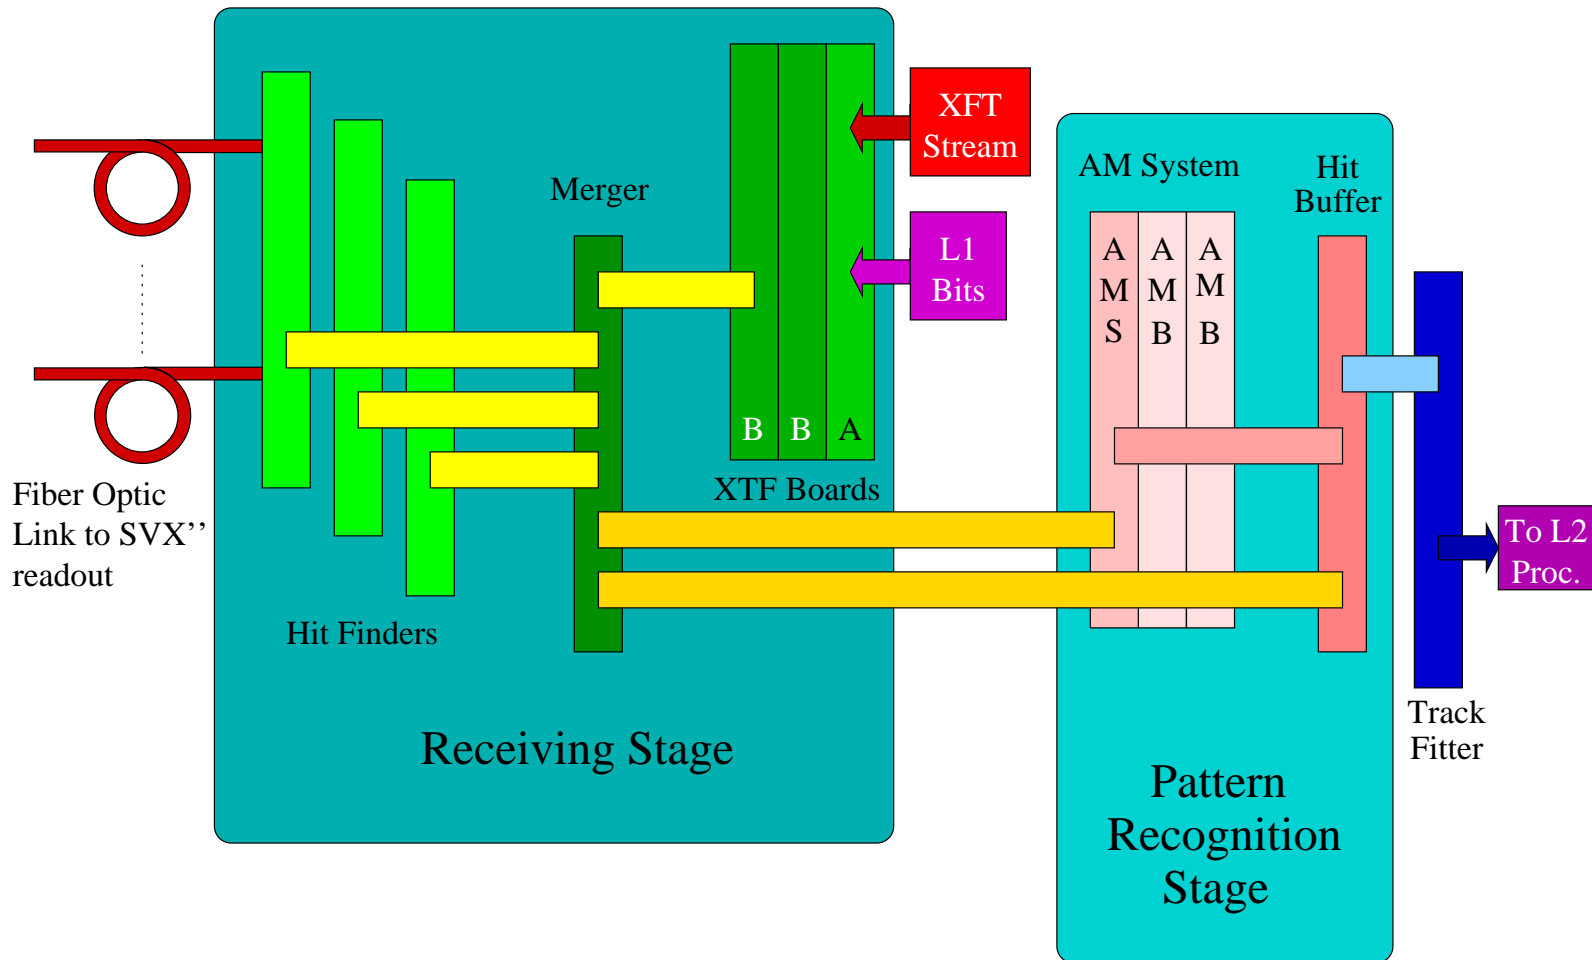 XFT
Stream
AM System
Hit
Buffer
Merger
L1
Bits
A
M
S
A
M
B
A
M
B
B
B
A
XTF Boards
Fiber Optic
Link to SVX’’
readout
To L2
Proc.
Hit Finders
Track
Fitter
Receiving Stage
Pattern
Recognition
Stage